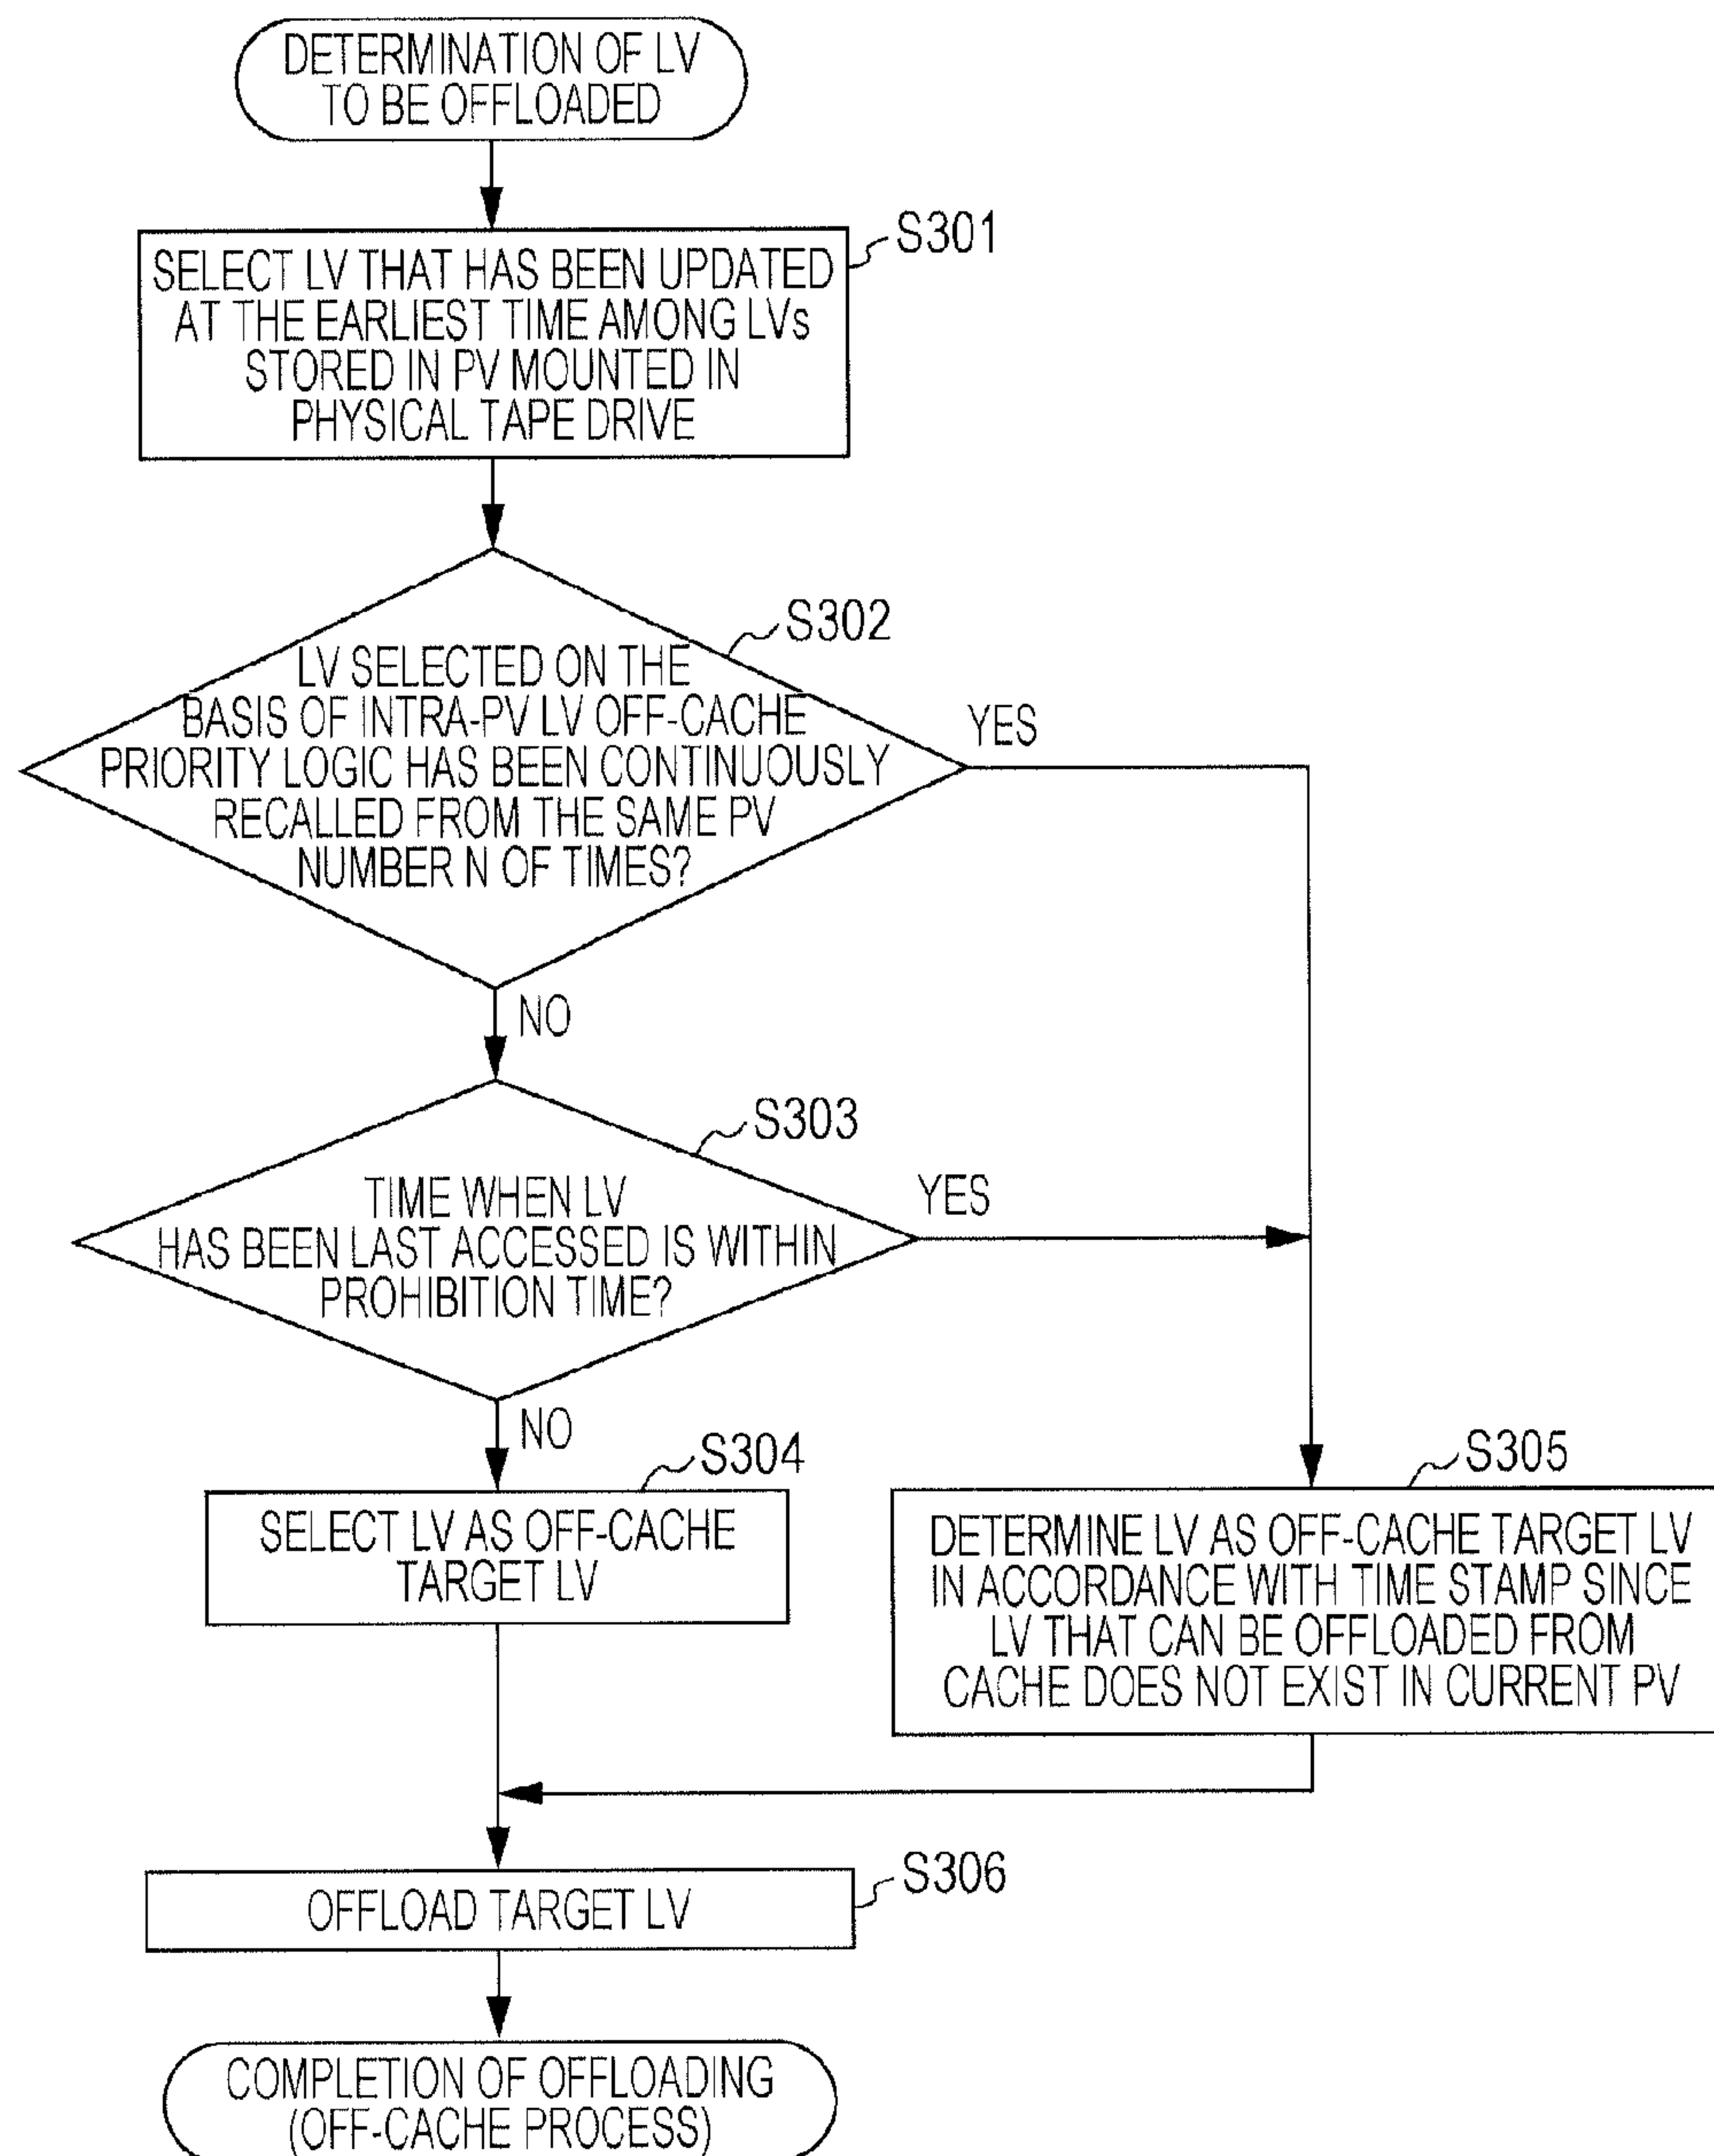 DETERMINATION OF LV
TO BE OFFLOADED
S301
SELECT LV THAT HAS BEEN UPDATED
AT THE EARLIEST TIME AMONG LVs
STORED IN PV MOUNTED IN
PHYSICAL TAPE DRIVE
S302
LV SELECTED ON THE
BASIS OF INTRA-PV LV OFF-CACHE
PRIORITY LOGIC HAS BEEN CONTINUOUSLY
RECALLED FROM THE SAME PV
NUMBER N OF TIMES?
YES
NO
S303
TIME WHEN LV
HAS BEEN LAST ACCESSED IS WITHIN
PROHIBITION TIME?
YES
NO
S304
SELECT LV AS OFF-CACHE
TARGET LV
S305
DETERMINE LV AS OFF-CACHE TARGET LV
IN ACCORDANCE WITH TIME STAMP SINCE
LV THAT CAN BE OFFLOADED FROM
CACHE DOES NOT EXIST IN CURRENT PV
S306
OFFLOAD TARGET LV
COMPLETION OF OFFLOADING
(OFF-CACHE PROCESS)